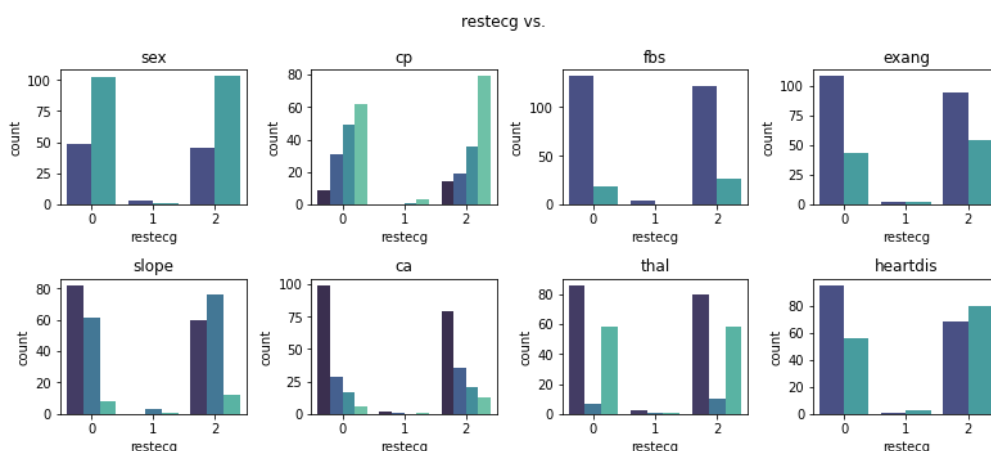 restecg vs.
sex
100
75
50
25
0
count
0 1 2
restecg
cp
80
60
40
20
0
count
0 1 2
restecg
fbs
100
50
0
count
0 1 2
restecg
exang
100
75
50
25
0
count
0 1 2
restecg
slope
80
60
40
20
0
count
0 1 2
restecg
ca
100
75
50
25
0
count
0 1 2
restecg
thal
80
60
40
20
0
count
0 1 2
restecg
heartdis
80
60
40
20
0
count
0 1 2
restecg